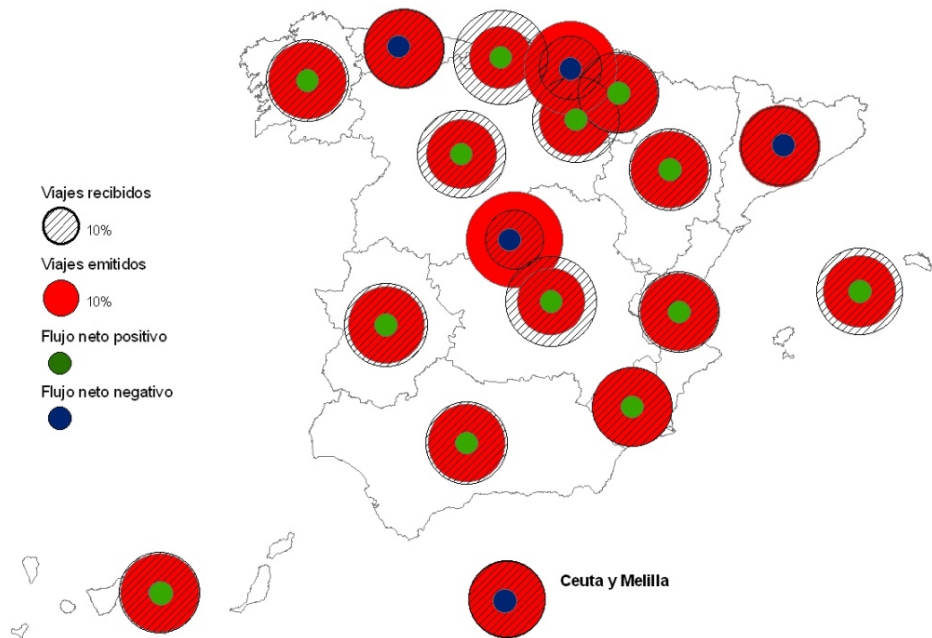 Viajes recibidos
10%
Viajes emitidos
10%
Flujo neto positivo
Flujo neto negativo
Ceuta y Melilla